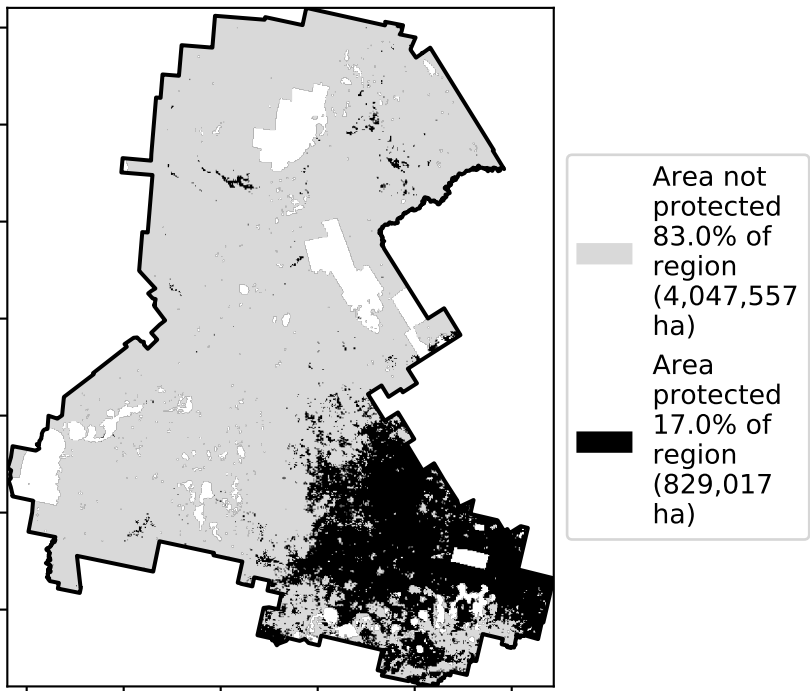 Area not
protected
83.0% of
region
(4,047,557
ha)
Area
protected
17.0% of
region
(829,017
ha)